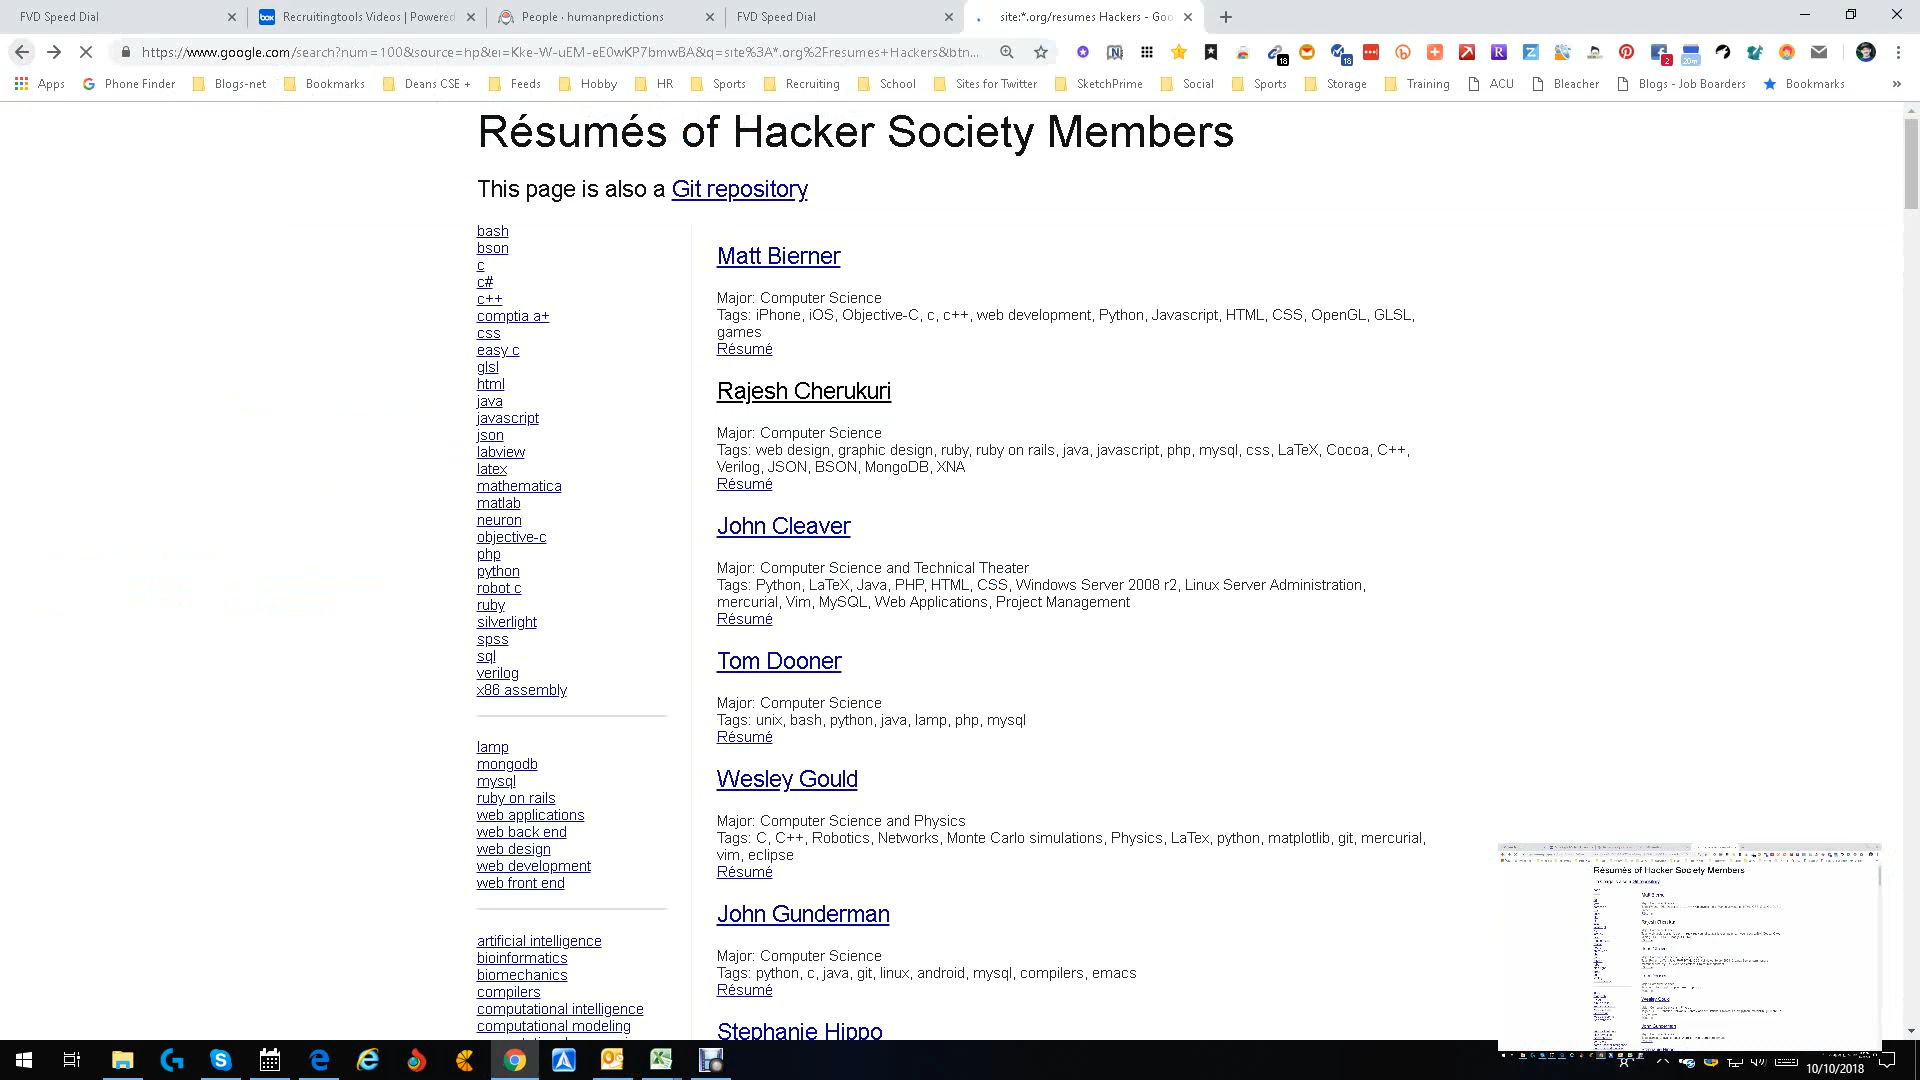 FVD Speed Dial
Recruitingtools Videos | Powered
People · humanpredictions
FVD Speed Dial
site:*.org/resumes Hackers - Goo
https://www.google.com/search?num=100&source=hp&ei=Kke-W-uEM-eE0wKP7bmwBA&q=site%3A*.org%2Fresumes+Hackers&btn...
Apps
Phone Finder
Blogs-net
Bookmarks
Deans CSE +
Feeds
Hobby
HR
Sports
Recruiting
School
Sites for Twitter
SketchPrime
Social
Sports
Storage
Training
ACU
Bleacher
Blogs - Job Boarders
Bookmarks
Résumés of Hacker Society Members
This page is also a Git repository
bash
bson
c
c#
c++
comptia a+
css
easy c
glsl
html
java
javascript
json
labview
latex
mathematica
matlab
neuron
objective-c
php
python
robot c
ruby
silverlight
spss
sql
verilog
x86 assembly
lamp
mongodb
mysql
ruby on rails
web applications
web back end
web design
web development
web front end
artificial intelligence
bioinformatics
biomechanics
compilers
computational intelligence
computational modeling
Matt Bierner
Major: Computer Science
Tags: iPhone, iOS, Objective-C, c, c++, web development, Python, Javascript, HTML, CSS, OpenGL, GLSL,
games
Résumé
Rajesh Cherukuri
Major: Computer Science
Tags: web design, graphic design, ruby, ruby on rails, java, javascript, php, mysql, css, LaTeX, Cocoa, C++,
Verilog, JSON, BSON, MongoDB, XNA
Résumé
John Cleaver
Major: Computer Science and Technical Theater
Tags: Python, LaTeX, Java, PHP, HTML, CSS, Windows Server 2008 r2, Linux Server Administration,
mercurial, Vim, MySQL, Web Applications, Project Management
Résumé
Tom Dooner
Major: Computer Science
Tags: unix, bash, python, java, lamp, php, mysql
Résumé
Wesley Gould
Major: Computer Science and Physics
Tags: C, C++, Robotics, Networks, Monte Carlo simulations, Physics, LaTex, python, matplotlib, git, mercurial,
vim, eclipse
Résumé
John Gunderman
Major: Computer Science
Tags: python, c, java, git, linux, android, mysql, compilers, emacs
Résumé
Stephanie Hippo
Résumés of Hacker Society Members
10/10/2018